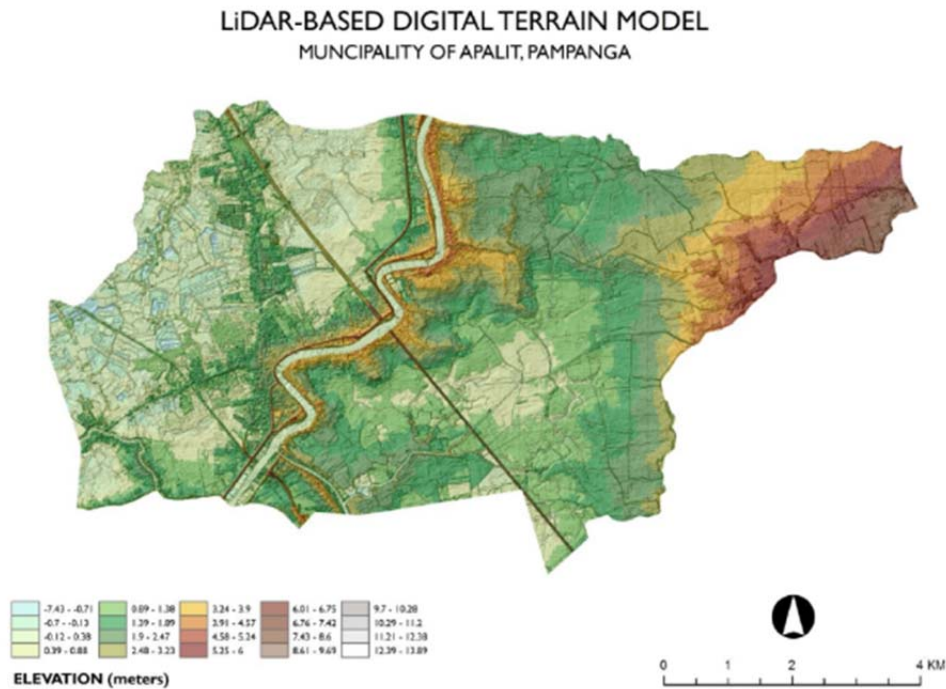 LiDAR-BASED DIGITAL TERRAIN MODEL
MUNCIPALITY OF APALIT, PAMPANGA
-7.43 - -0.71
-0.7 - -0.13
-0.12 - 0.38
0.39 - 0.88
0.89 - 1.38
1.39 - 1.89
1.9 - 2.47
2.48 - 3.23
3.24 - 3.9
3.91 - 4.57
4.58 - 5.24
5.25 - 6
6.01 - 6.75
6.76 - 7.42
7.43 - 8.6
8.61 - 9.69
9.7 - 10.28
10.29 - 11.2
11.21 - 12.38
12.39 - 13.89
ELEVATION (meters)
0 1 2 4 KM